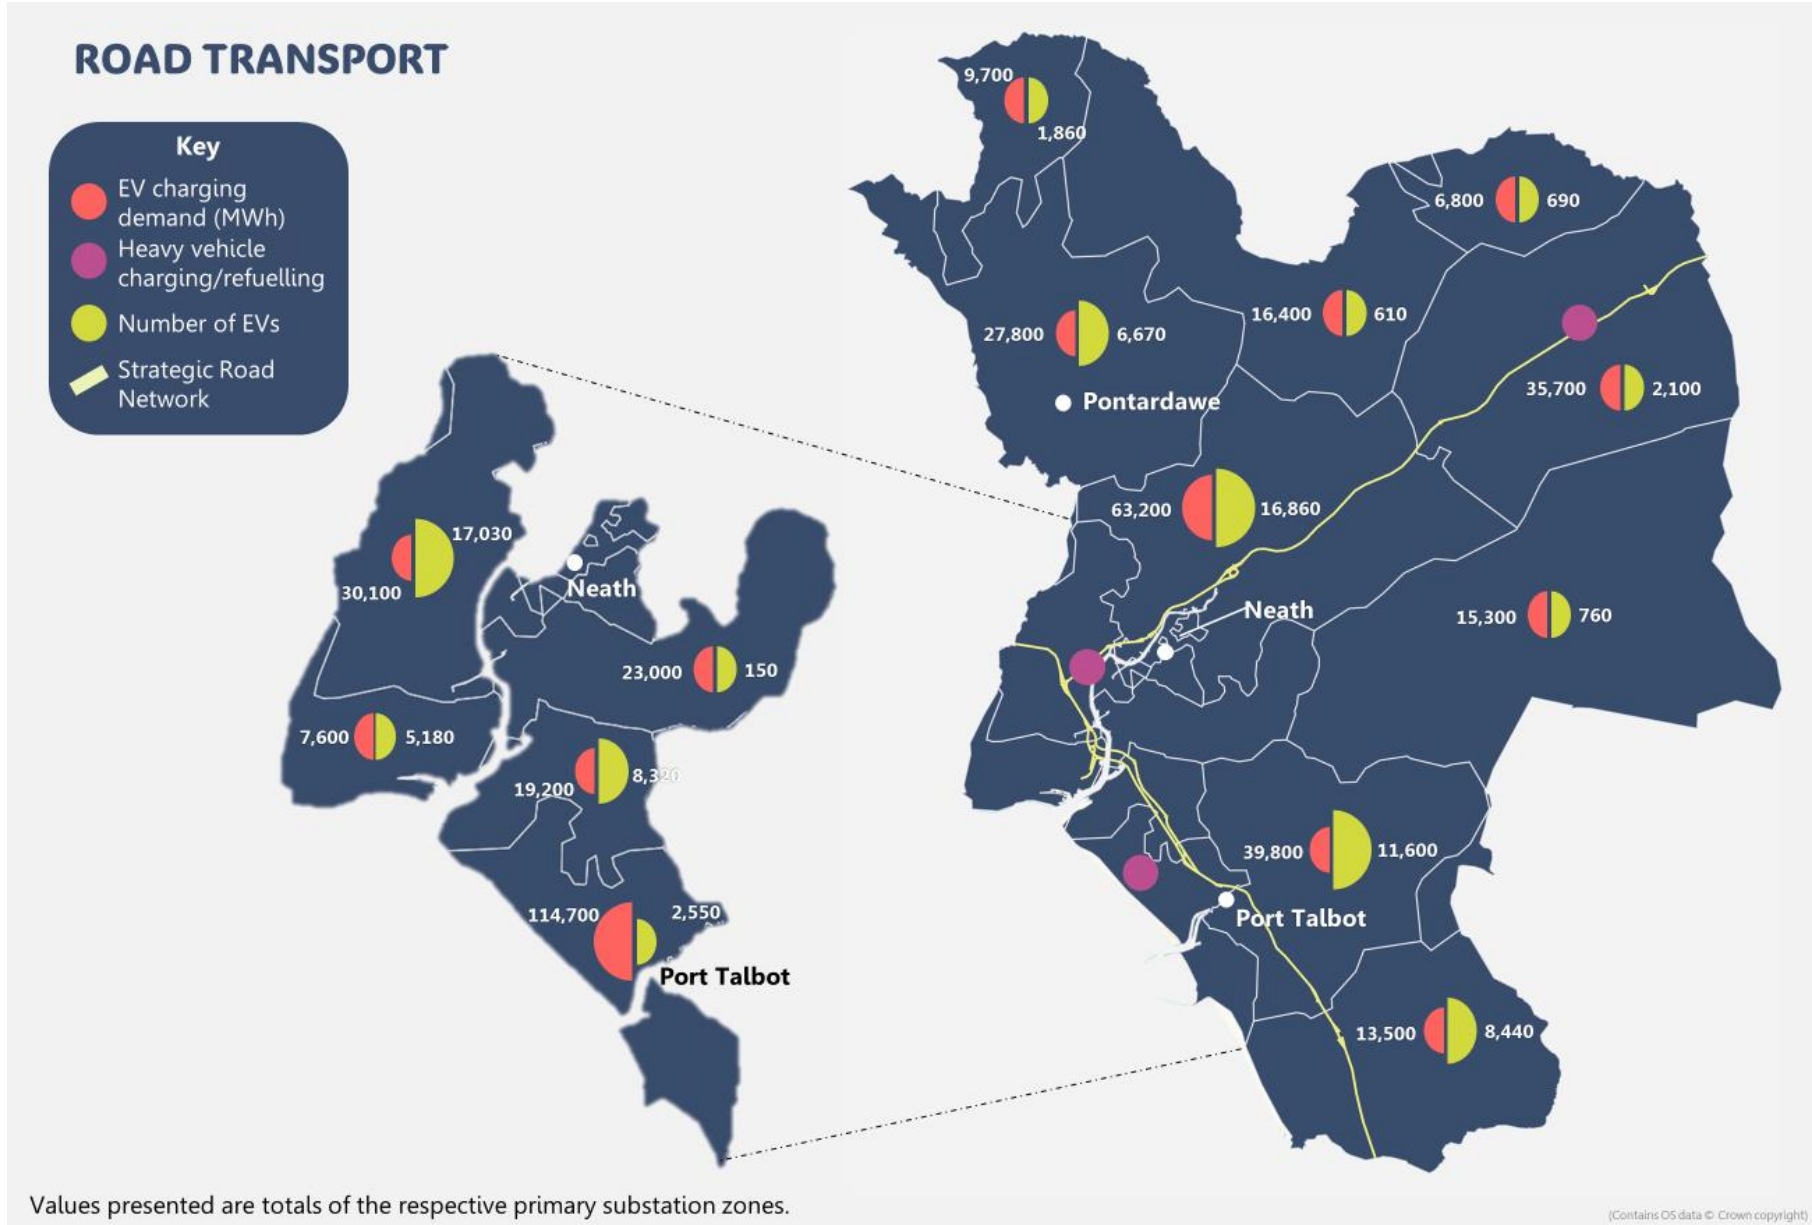 ROAD TRANSPORT
Key
EV charging
demand (MWh)
Heavy vehicle
charging/refuelling
Number of EVs
Strategic Road
Network
9,700
1,860
6,800
690
16,400
610
27,800
6,670
Pontardawe
35,700
2,100
63,200
16,860
Neath
15,300
760
39,800
11,600
Port Talbot
13,500
8,440
17,030
30,100
Neath
23,000
150
7,600
5,180
19,200
8,320
114,700
2,550
Port Talbot
Values presented are totals of the respective primary substation zones.
(Contains OS data © Crown copyright)